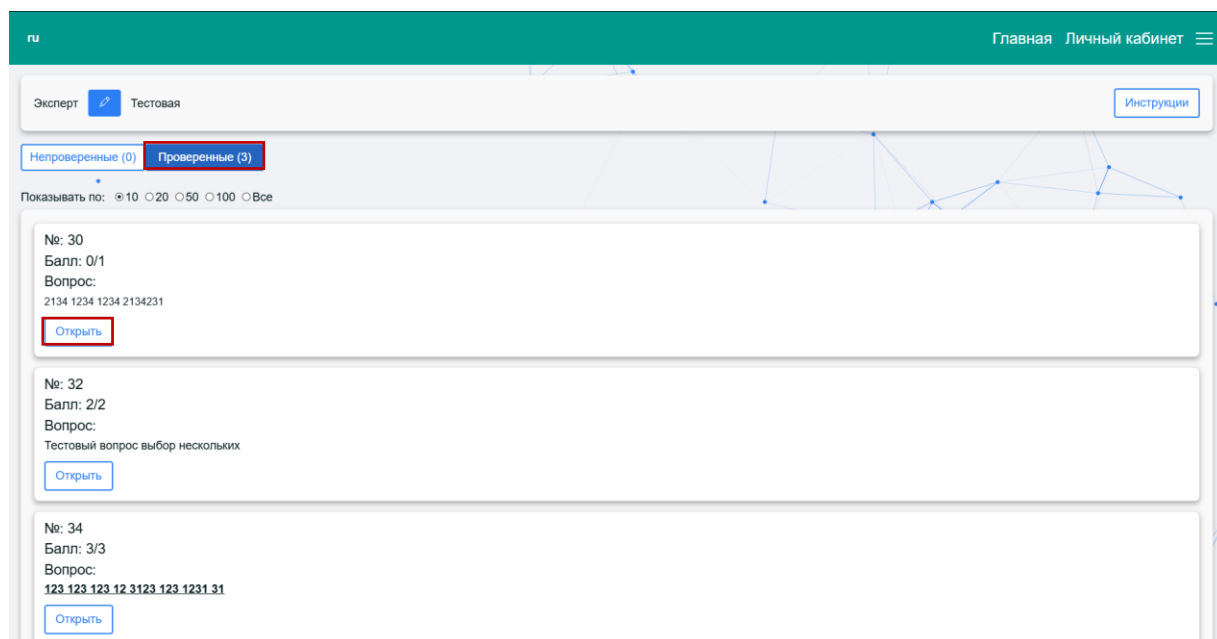 ru Главная Личный кабинет
Эксперт Тестовая Инструкции
Непроверенные (0) Проверенные (3)
Показывать по: 10 20 50 100 Все
№: 30
Балл: 0/1
Вопрос:
2134 1234 1234 2134231
Открыть
№: 32
Балл: 2/2
Вопрос:
Тестовый вопрос выбор нескольких
Открыть
№: 34
Балл: 3/3
Вопрос:
123 123 123 12 3123 123 1231 31
Открыть